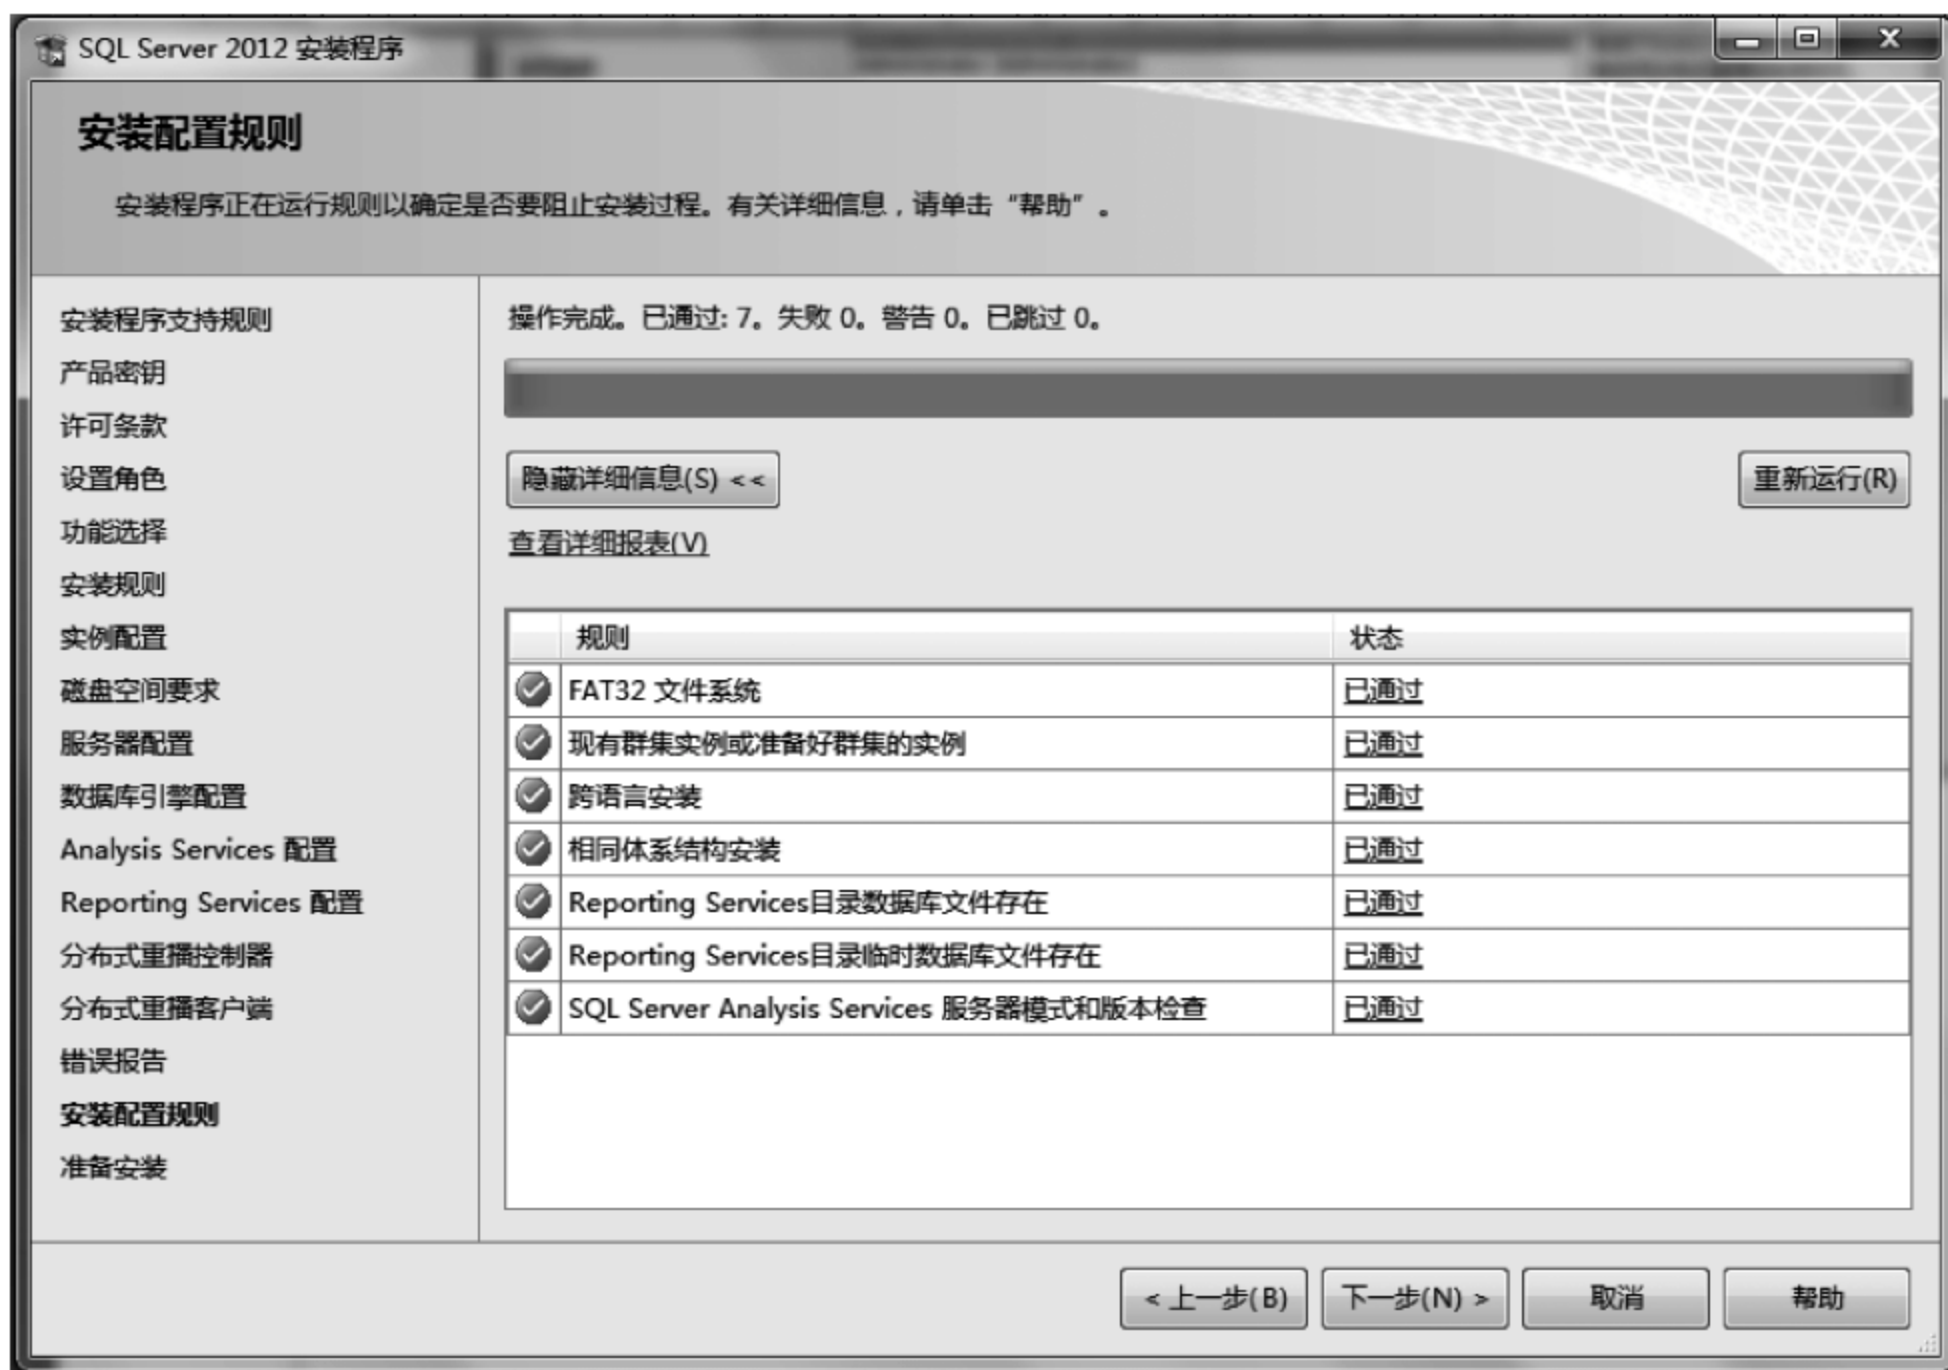 SQL Server 2012 安装程序
安装配置规则
安装程序正在运行规则以确定是否要阻止安装过程。有关详细信息，请单击“帮助”。
安装程序支持规则
产品密钥
许可条款
设置角色
功能选择
安装规则
实例配置
磁盘空间要求
服务器配置
数据库引擎配置
Analysis Services 配置
Reporting Services 配置
分布式重播控制器
分布式重播客户端
错误报告
安装配置规则
准备安装
操作完成。已通过: 7。失败 0。警告 0。已跳过 0。
隐藏详细信息(S) <<
重新运行(R)
查看详细报表(V)
规则 状态
FAT32 文件系统 已通过
现有群集实例或准备好群集的实例 已通过
跨语言安装 已通过
相同体系结构安装 已通过
Reporting Services目录数据库文件存在 已通过
Reporting Services目录临时数据库文件存在 已通过
SQL Server Analysis Services 服务器模式和版本检查 已通过
< 上一步(B) 下一步(N) > 取消 帮助